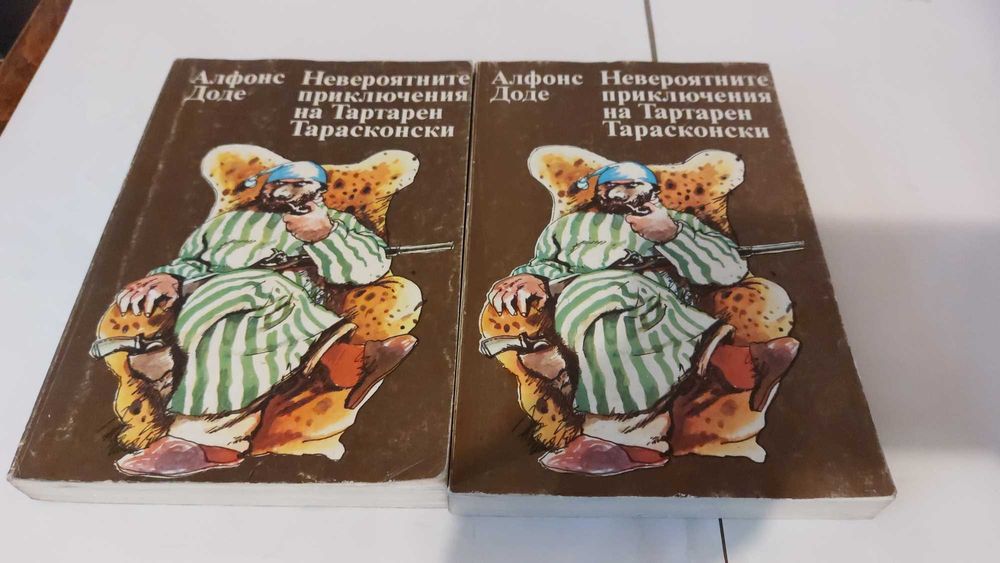 Алфонс
Доде
Невероятните
приключения
на Тартарен
Тарасконски
Алфонс
Доде
Невероятните
приключения
на Тартарен
Тарасконски